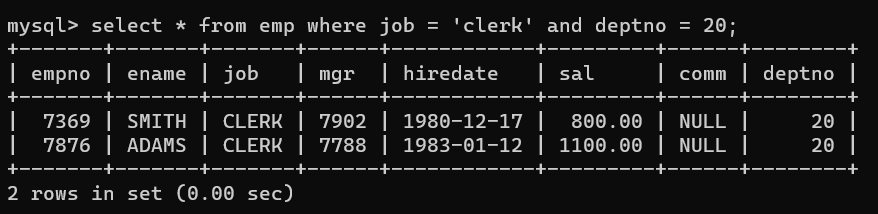 mysql> select * from emp where job = 'clerk' and deptno = 20;
+-------+-------+-------+------+------------+---------+------+--------+
| empno | ename | job   | mgr  | hiredate   | sal     | comm | deptno |
+-------+-------+-------+------+------------+---------+------+--------+
|  7369 | SMITH | CLERK | 7902 | 1980-12-17 |  800.00 | NULL |     20 |
|  7876 | ADAMS | CLERK | 7788 | 1983-01-12 | 1100.00 | NULL |     20 |
+-------+-------+-------+------+------------+---------+------+--------+
2 rows in set (0.00 sec)